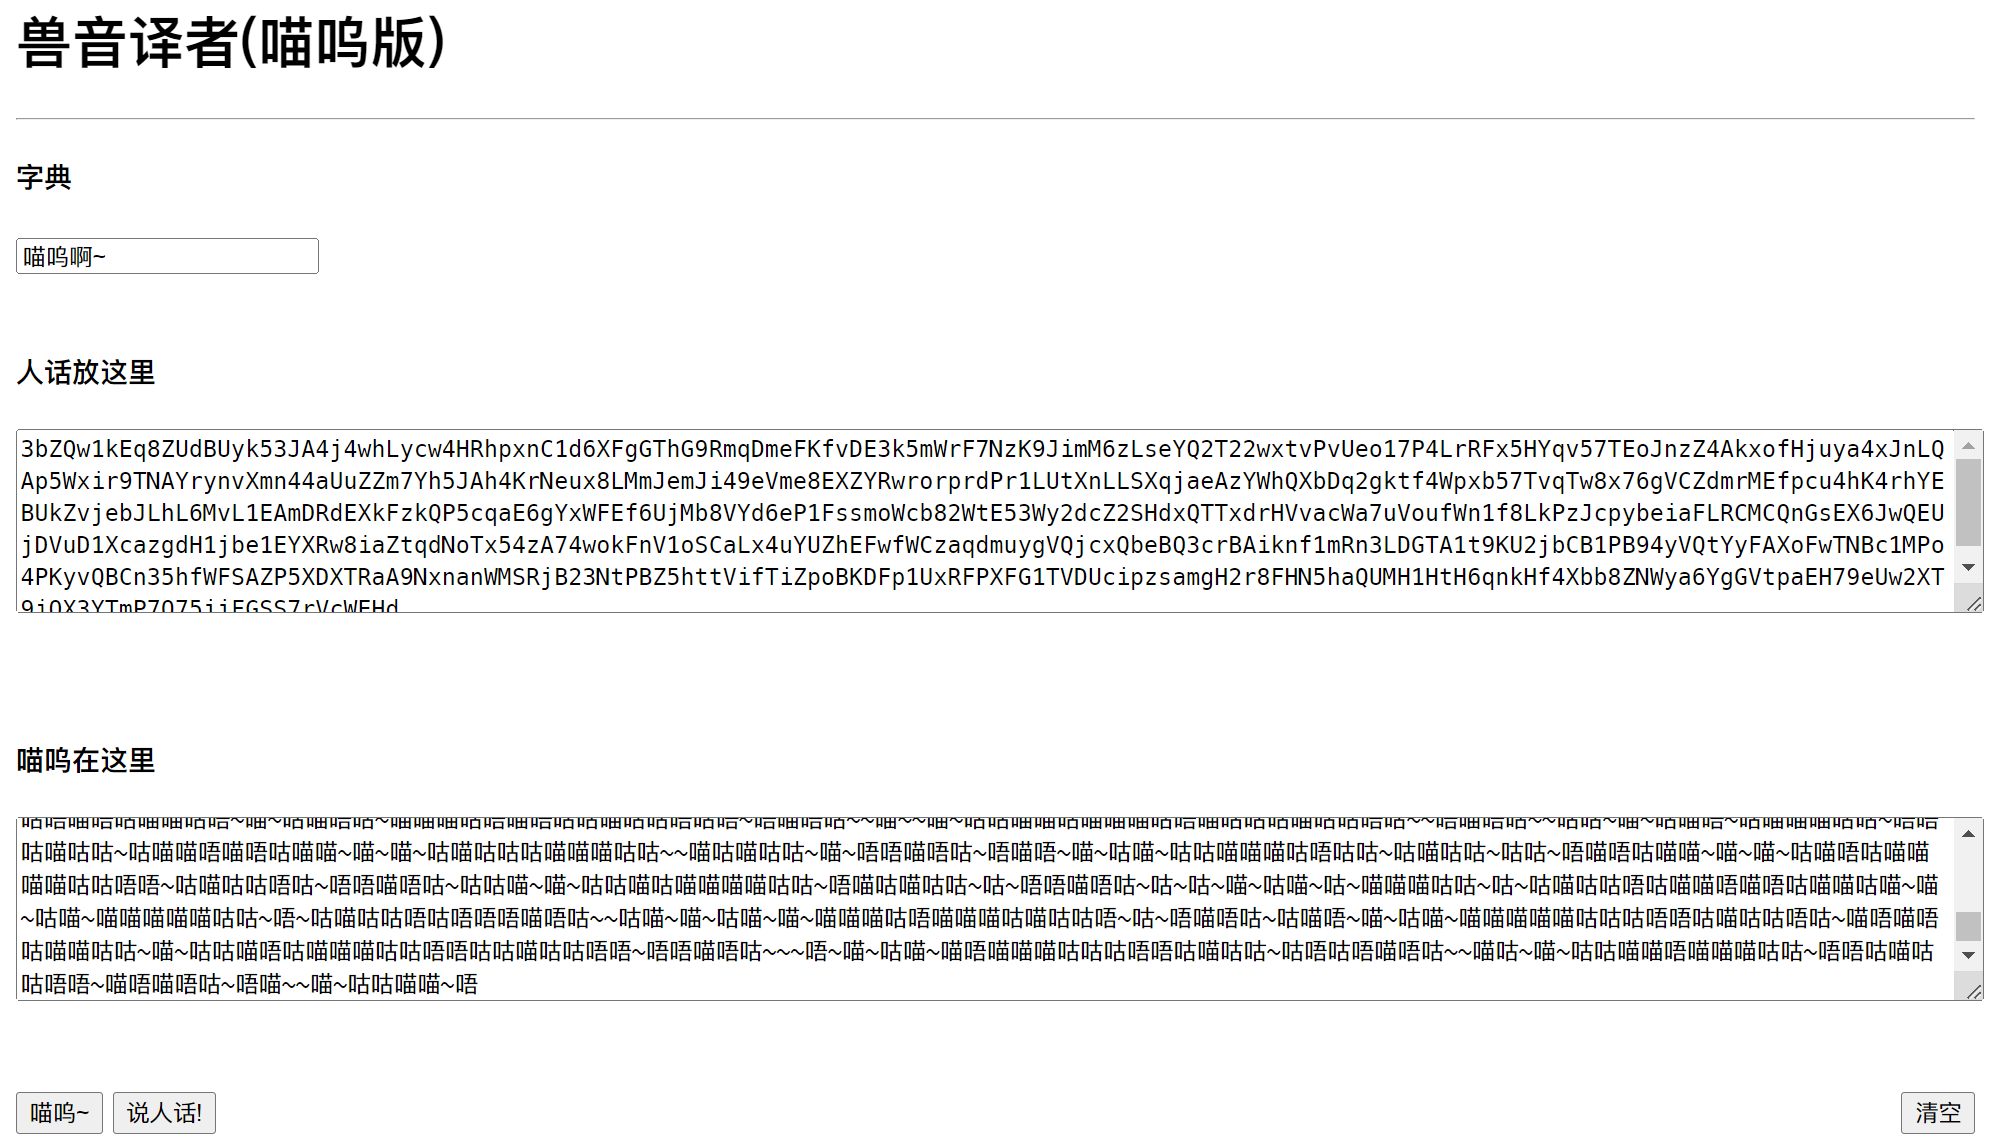 兽音译者(喵呜版)
字典
喵呜啊~
人话放这里
3bZQw1kEq8ZUdBUyk53JA4j4whLycw4HRhpxnC1d6XFgGThG9RmqDmeFKfvDE3k5mWrF7NzK9JimM6zLseYQ2T22wxtvPvUeo17P4LrRFx5HYqv57TEoJnzZ4AkxofHjuya4xJnLQ
Ap5Wxir9TNAYrynvXmn44aUuZZm7Yh5JAh4KrNeux8LMmJemJi49eVme8EXZYRwrorprdPr1LUtXnLLSXqjaeAzYWhQXbDq2gktf4Wpxb57TvqTw8x76gVCZdmrMEfpcu4hK4rhYE
BUkZvjebJLhL6MvL1EAmDRdEXkFzkQP5cqaE6gYxWFEf6UjMb8VYd6eP1FssmoWcb82WtE53Wy2dcZ2SHdxQTTxdrHVvacWa7uVoufWn1f8LkPzJcpybeiaFLRCMCQnGsEX6JwQEU
jDVuD1XcazgdH1jbe1EYXRw8iaZtqdNoTx54zA74wokFnV1oSCaLx4uYUZhEFwfWCzaqdmuygVQjcxQbeBQ3crBAiknf1mRn3LDGTA1t9KU2jbCB1PB94yVQtYyFAXoFwTNBc1MPo
4PKyvQBCn35hfWFSAZP5XDXTRaA9NxnanWMSRjB23NtPBZ5httVifTiZpoBKDFp1UxRFPXFG1TVDUcipzsamgH2r8FHN5haQUMH1HtH6qnkHf4Xbb8ZNWya6YgGVtpaEH79eUw2XT
喵呜在这里
咕喵喵唔喵唔咕喵喵~喵~喵~咕喵咕咕咕喵喵喵咕咕~~喵咕喵咕咕~喵~唔唔喵唔咕~唔喵唔~喵~咕喵~咕咕喵喵喵咕唔咕咕~咕喵咕咕~咕咕~唔喵唔咕喵喵~喵~喵~咕喵唔咕喵喵
喵喵咕咕唔唔~咕喵咕咕唔咕~唔唔喵唔咕~咕咕喵~喵~咕咕喵咕喵喵喵喵咕咕~唔喵咕喵咕咕~咕~唔唔喵唔咕~咕~咕~喵~咕喵~咕~喵喵喵咕咕~咕~咕喵咕咕唔咕喵喵唔喵唔咕喵喵咕喵~喵
~咕喵~喵喵喵喵喵咕咕~唔~咕喵咕咕唔咕唔唔唔喵唔咕~~咕喵~喵~咕喵~喵~喵喵喵咕唔喵喵喵咕喵咕咕唔~咕~唔喵唔咕~咕喵唔~喵~咕喵~喵喵喵喵喵咕咕咕唔唔咕喵咕咕唔咕~喵唔喵唔
咕喵喵咕咕~喵~咕咕喵唔咕喵喵喵咕咕唔唔咕咕喵咕咕唔唔~唔唔喵唔咕~~~唔~喵~咕喵~喵唔喵喵喵咕咕咕唔唔咕喵咕咕~咕唔咕咕唔喵唔咕~~喵咕~喵~咕咕喵喵唔喵喵喵咕咕~唔唔咕喵咕
咕唔唔~喵唔喵唔咕~唔喵~~喵~咕咕喵喵~唔
喵呜~
说人话!
清空